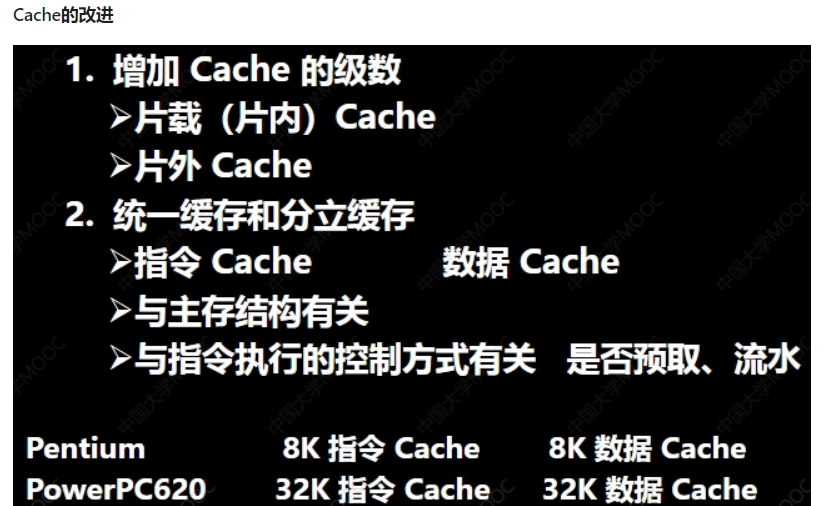 Cache的改进
1. 增加 Cache 的级数
➢片载（片内）Cache
➢片外 Cache
2. 统一缓存和分立缓存
➢指令 Cache 数据 Cache
➢与主存结构有关
➢与指令执行的控制方式有关 是否预取、流水
Pentium 8K 指令 Cache 8K 数据 Cache
PowerPC620 32K 指令 Cache 32K 数据 Cache